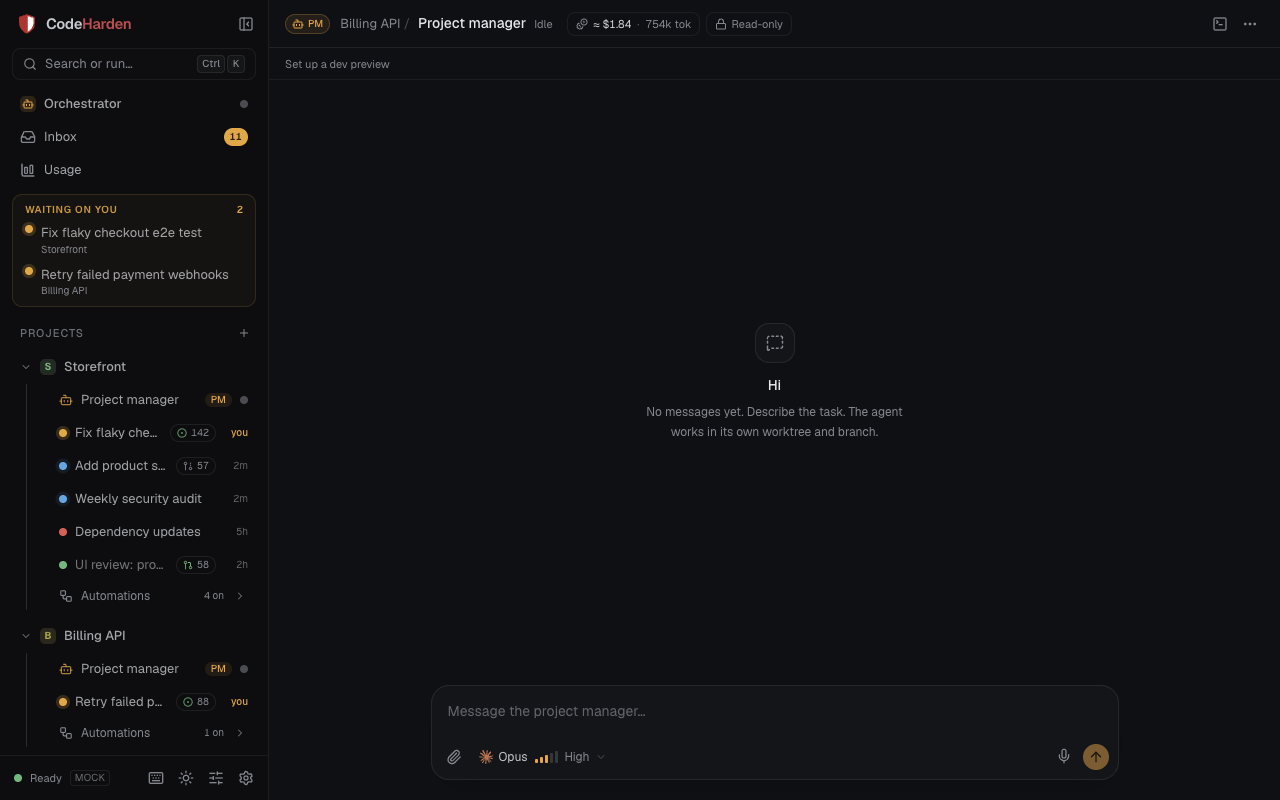 CodeHarden
Search or run… Ctrl K
Orchestrator
Inbox 11
Usage
WAITING ON YOU 2
Fix flaky checkout e2e test
Storefront
Retry failed payment webhooks
Billing API
PROJECTS
S Storefront
Project manager PM
Fix flaky che… 142 you
Add product s… 57 2m
Weekly security audit 2m
Dependency updates 5h
UI review: pro… 58 2h
Automations 4 on
B Billing API
Project manager PM
Retry failed p… 88 you
Automations 1 on
Ready MOCK
PM Billing API / Project manager Idle ≈ $1.84 · 754k tok Read-only
Set up a dev preview
Hi
No messages yet. Describe the task. The agent
works in its own worktree and branch.
Message the project manager…
Opus High